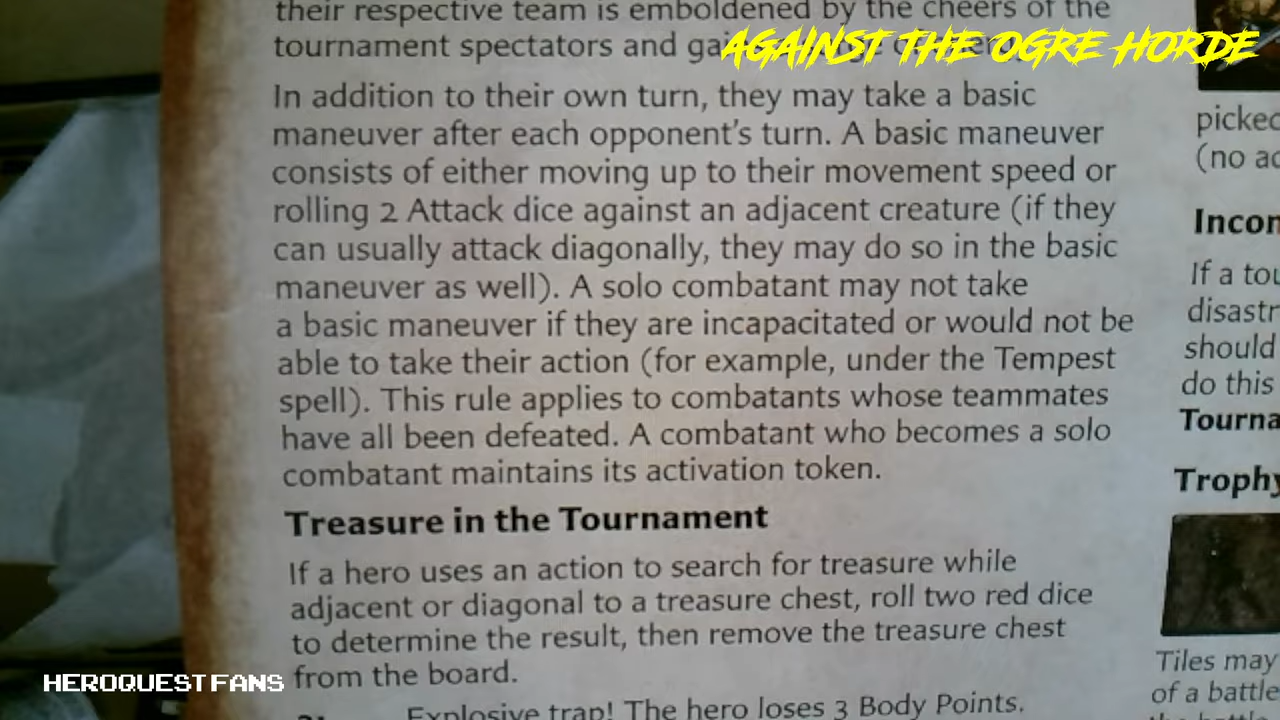 their respective team is emboldened by the cheers of the
tournament spectators and
AGAINST THE OGRE HORDE
In addition to their own turn, they may take a basic
maneuver after each opponent's turn. A basic maneuver
consists of either moving up to their movement speed or
rolling 2 Attack dice against an adjacent creature (if they
can usually attack diagonally, they may do so in the basic
maneuver as well). A solo combatant may not take
a basic maneuver if they are incapacitated or would not be
able to take their action (for example, under the Tempest
spell). This rule applies to combatants whose teammates
have all been defeated. A combatant who becomes a solo
combatant maintains its activation token.
Treasure in the Tournament
If a hero uses an action to search for treasure while
adjacent or diagonal to a treasure chest, roll two red dice
to determine the result, then remove the treasure chest
from the board.
Explosive trap! The hero loses 3 Body Points.
HEROQUEST FANS
(no
If a
should
do this
Trophy
Tiles may
of a battle